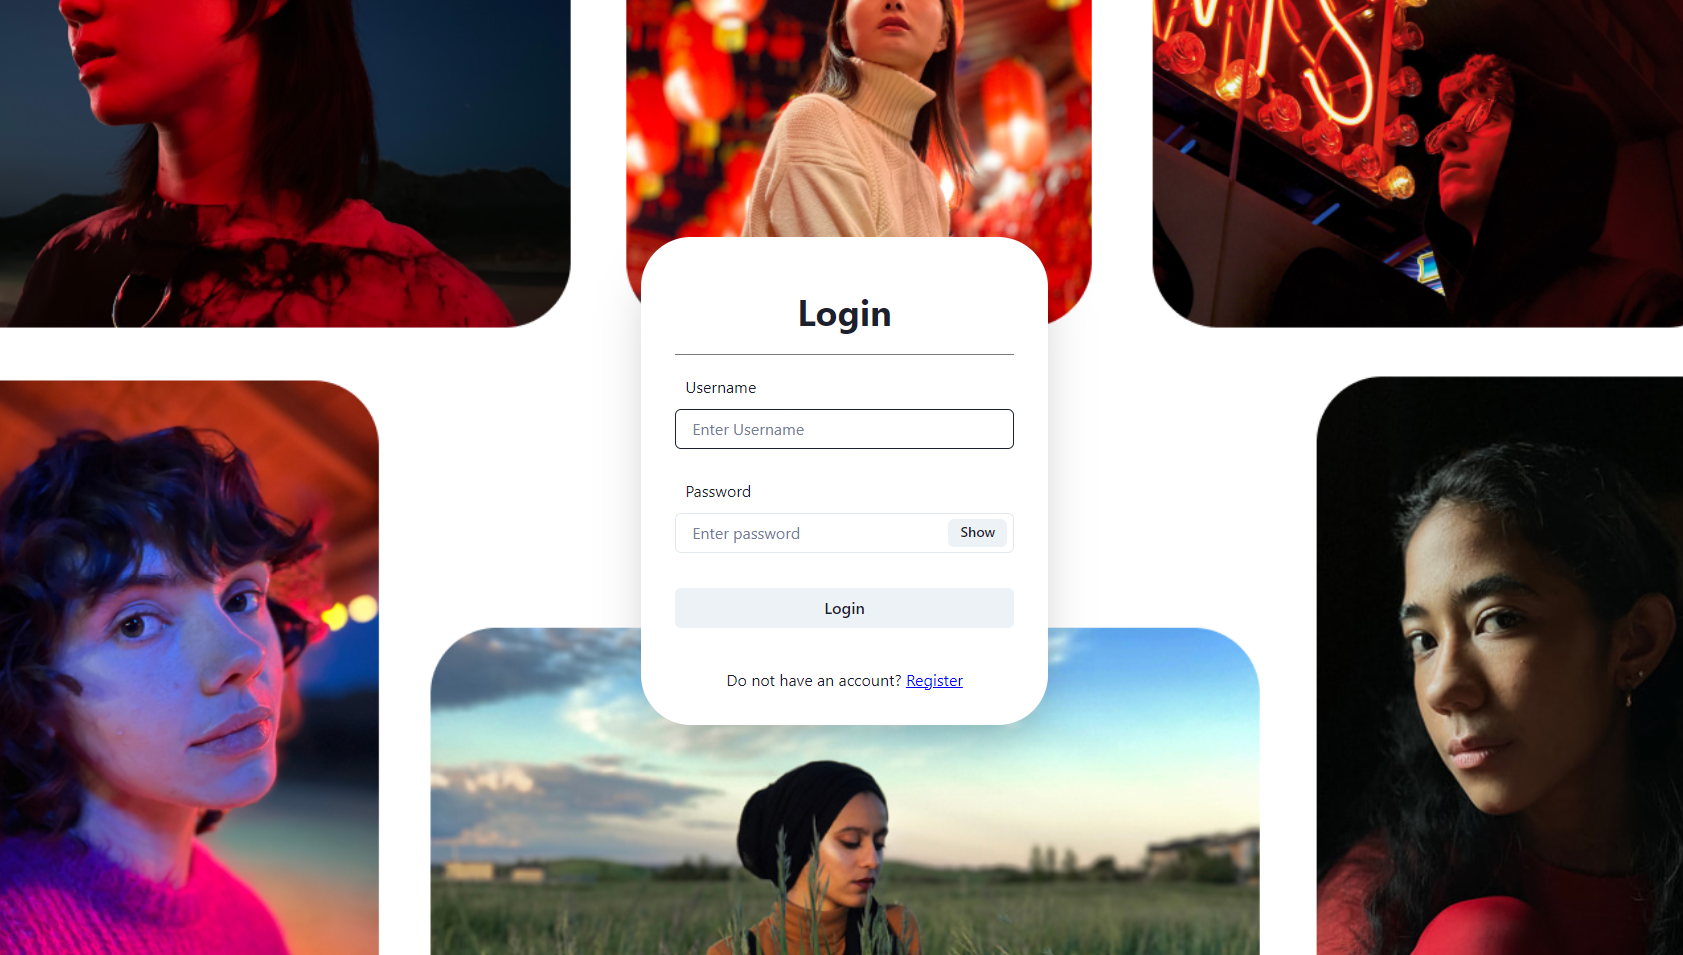 Login
Username
Enter Username
Password
Enter password
Show
Login
Do not have an account? Register